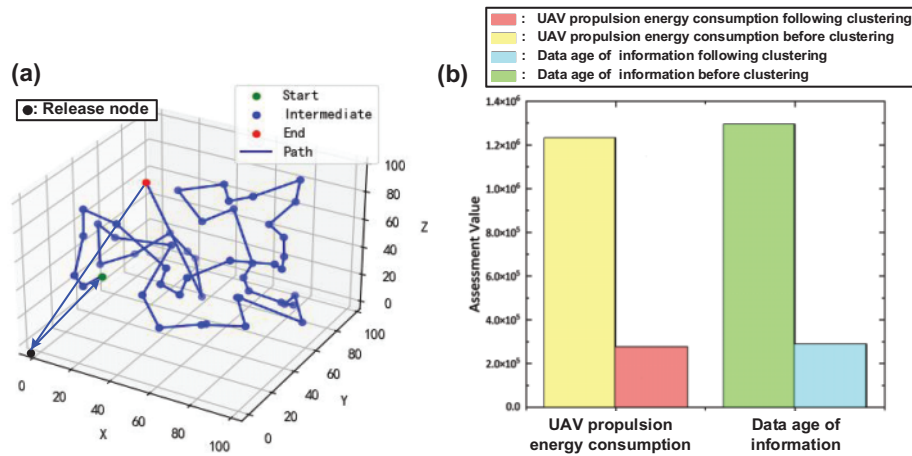 (a)
●: Release node
Start
Intermediate
End
Path
100
80
60
40
20
0
Z
0
20
40
60
80
100
X
0
20
40
60
80
100
Y
: UAV propulsion energy consumption following clustering
: UAV propulsion energy consumption before clustering
: Data age of information following clustering
: Data age of information before clustering
(b)
1.4×10⁶
1.2×10⁶
1.0×10⁶
8.0×10⁵
6.0×10⁵
4.0×10⁵
2.0×10⁵
0.0
Assessment Value
UAV propulsion
energy consumption
Data age of
information